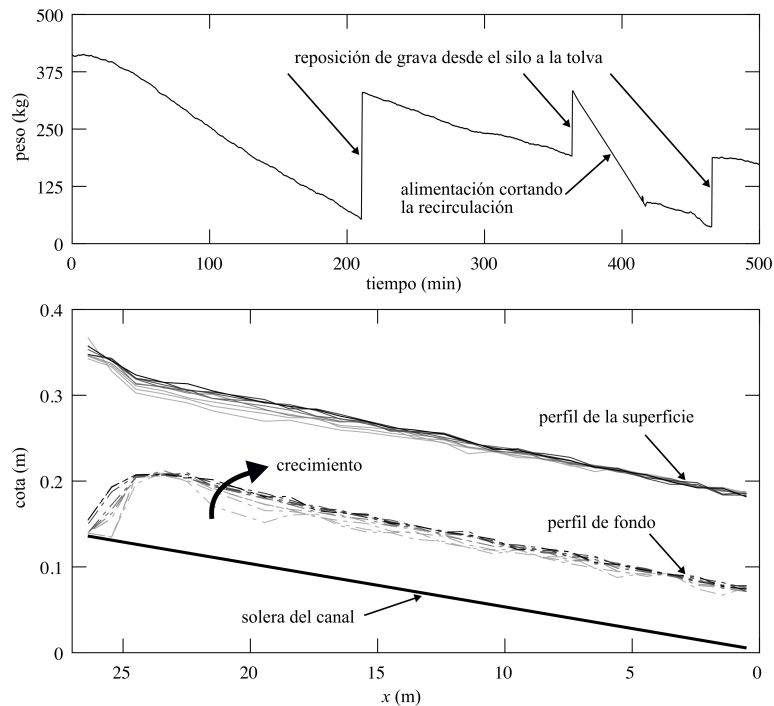 500
375
250
125
0
peso (kg)
reposición de grava desde el silo a la tolva
alimentación cortando
la recirculación
0 100 200 300 400 500
tiempo (min)
0.4
0.3
0.2
0.1
0
cota (m)
perfil de la superficie
crecimiento
perfil de fondo
solera del canal
25 20 15 10 5 0
x (m)